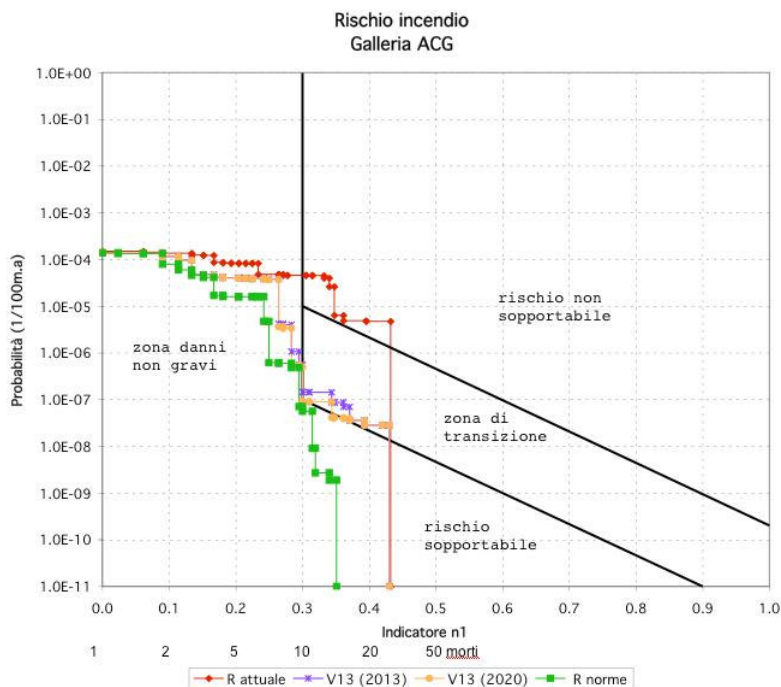 Rischio incendio
Galleria ACG
Probabilità (1/100m.a)
1.0E+00
1.0E-01
1.0E-02
1.0E-03
1.0E-04
1.0E-05
1.0E-06
1.0E-07
1.0E-08
1.0E-09
1.0E-10
1.0E-11
rischio non
sopportabile
zona danni
non gravi
zona di
transizione
rischio
sopportabile
0.0 0.1 0.2 0.3 0.4 0.5 0.6 0.7 0.8 0.9 1.0
Indicatore n1
1 2 5 10 20 50 morti
R attuale V13 (2013) V13 (2020) R norme